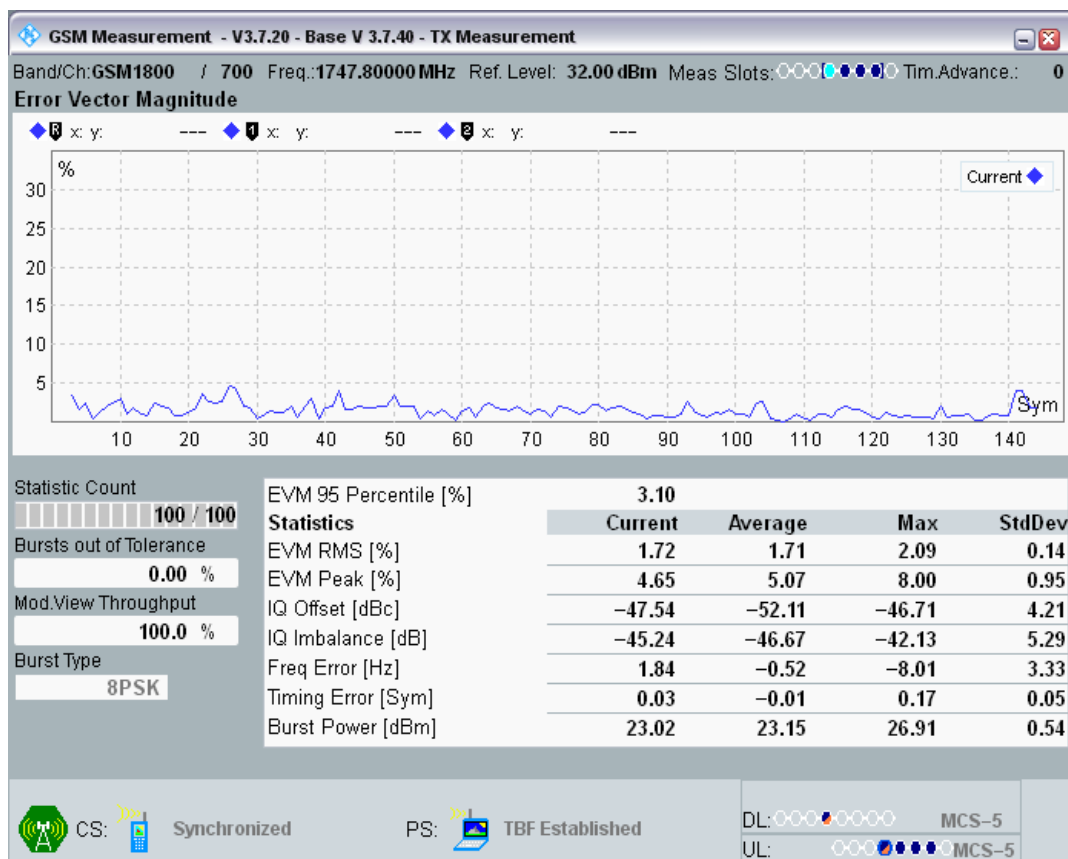 GSM Measurement - V3.7.20 - Base V 3.7.40 - TX Measurement
Band/Ch:GSM1800 / 700 Freq.:1747.80000 MHz Ref. Level: 32.00 dBm Meas Slots: Tim.Advance.: 0
Error Vector Magnitude
R x: y: --- 1 x: y: --- 2 x: y: ---
%
Current
30
25
20
15
10
5
Sym
10 20 30 40 50 60 70 80 90 100 110 120 130 140
Statistic Count
100 / 100
Bursts out of Tolerance
0.00 %
Mod.View Throughput
100.0 %
Burst Type
8PSK
EVM 95 Percentile [%] 3.10
Statistics Current Average Max StdDev
EVM RMS [%] 1.72 1.71 2.09 0.14
EVM Peak [%] 4.65 5.07 8.00 0.95
IQ Offset [dBc] −47.54 −52.11 −46.71 4.21
IQ Imbalance [dB] −45.24 −46.67 −42.13 5.29
Freq Error [Hz] 1.84 −0.52 −8.01 3.33
Timing Error [Sym] 0.03 −0.01 0.17 0.05
Burst Power [dBm] 23.02 23.15 26.91 0.54
CS: Synchronized PS: TBF Established
DL: MCS−5
UL: MCS−5